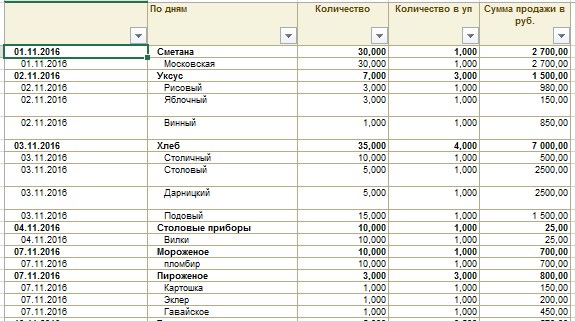 По дням Количество Количество в уп Сумма продажи в
руб.
01.11.2016 Сметана 30,000 1,000 2 700,00
01.11.2016 Московская 30,000 1,000 2 700,00
02.11.2016 Уксус 7,000 3,000 1 500,00
02.11.2016 Рисовый 3,000 1,000 980,00
02.11.2016 Яблочный 3,000 1,000 150,00
02.11.2016 Винный 1,000 1,000 850,00
03.11.2016 Хлеб 35,000 4,000 7 000,00
03.11.2016 Столичный 10,000 1,000 500,00
03.11.2016 Столовый 5,000 1,000 2500,00
03.11.2016 Дарницкий 5,000 1,000 2500,00
03.11.2016 Подовый 15,000 1,000 1 500,00
04.11.2016 Столовые приборы 10,000 1,000 25,00
04.11.2016 Вилки 10,000 1,000 25,00
07.11.2016 Мороженое 10,000 1,000 700,00
07.11.2016 пломбир 10,000 1,000 700,00
07.11.2016 Пироженое 3,000 3,000 800,00
07.11.2016 Картошка 1,000 1,000 150,00
07.11.2016 Эклер 1,000 1,000 200,00
07.11.2016 Гавайское 1,000 1,000 450,00